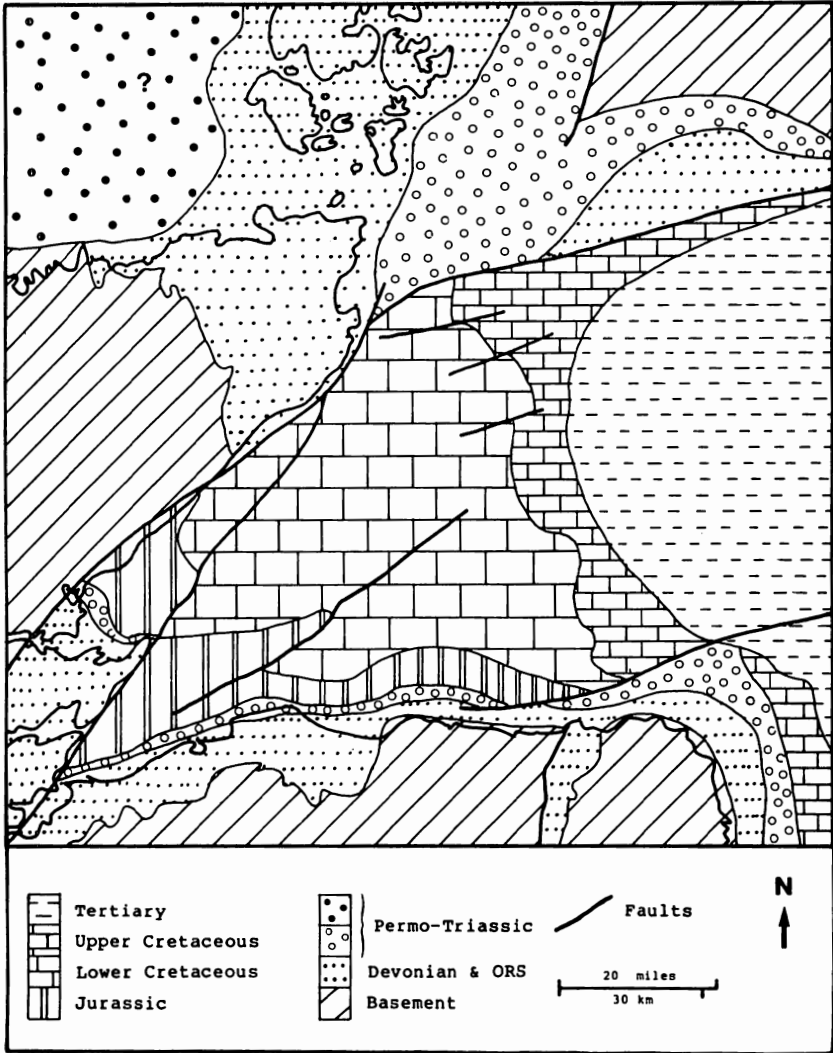 ?
Tertiary
Upper Cretaceous
Lower Cretaceous
Jurassic
Permo-Triassic
Devonian & ORS
Basement
Faults
20 miles
30 km
N